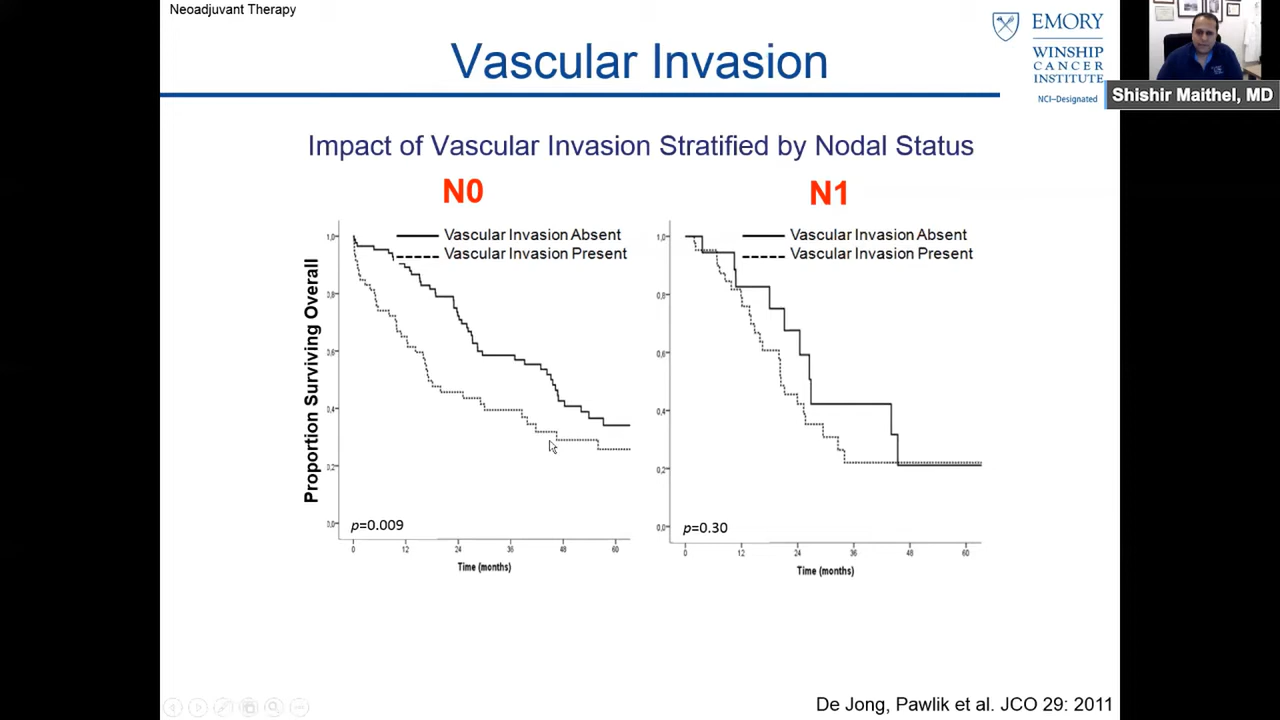 Neoadjuvant Therapy
Vascular Invasion
EMORY
WINSHIP
CANCER
INSTITUTE
NCI–Designated
Shishir Maithel, MD
Impact of Vascular Invasion Stratified by Nodal Status
N0
Vascular Invasion Absent
Vascular Invasion Present
Proportion Surviving Overall
1,0
0,8
0,6
0,4
0,2
0,0
p=0.009
0 12 24 36 48 60
Time (months)
N1
Vascular Invasion Absent
Vascular Invasion Present
1,0
0,8
0,6
0,4
0,2
0,0
p=0.30
0 12 24 36 48 60
Time (months)
De Jong, Pawlik et al. JCO 29: 2011